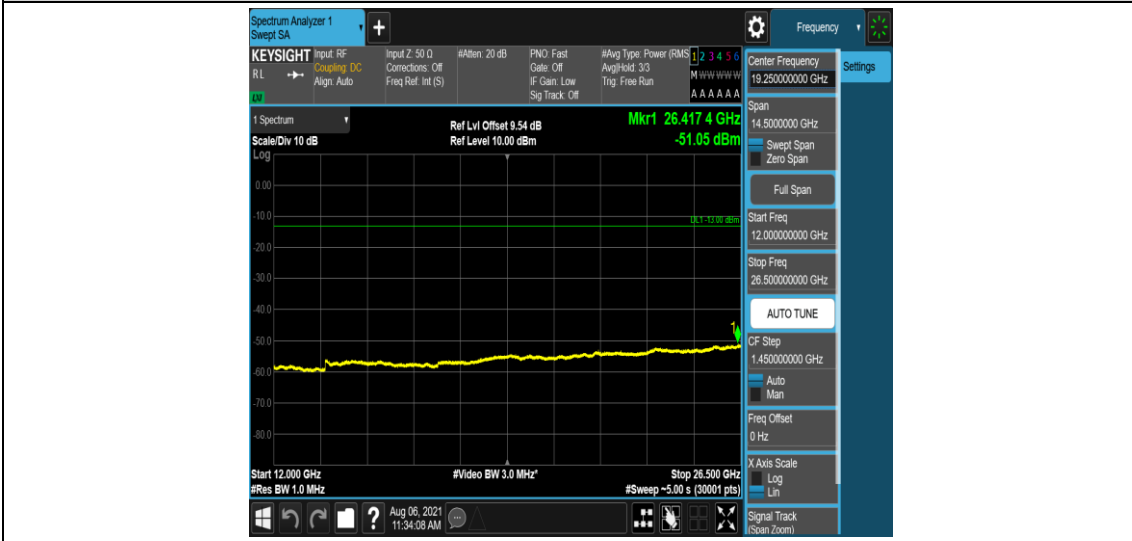 Spectrum Analyzer 1
Swept SA
+
Frequency
KEYSIGHT
RL
Input: RF
Coupling: DC
Align: Auto
Input Z: 50 Ω
Corrections: Off
Freq Ref: Int (S)
#Atten: 20 dB
PNO: Fast
Gate: Off
IF Gain: Low
Sig Track: Off
#Avg Type: Power (RMS
Avg|Hold: 3/3
Trig: Free Run
1 2 3 4 5 6
M W W W W W
A A A A A A
1 Spectrum
Scale/Div 10 dB
Log
Ref Lvl Offset 9.54 dB
Ref Level 10.00 dBm
Mkr1 26.417 4 GHz
-51.05 dBm
0.00
-10.0
DL1 -13.00 dBm
-20.0
-30.0
-40.0
1
-50.0
-60.0
-70.0
-80.0
Start 12.000 GHz
#Video BW 3.0 MHz*
Stop 26.500 GHz
#Res BW 1.0 MHz
#Sweep ~5.00 s (30001 pts)
?
Aug 06, 2021
11:34:08 AM
Center Frequency
19.250000000 GHz
Settings
Span
14.5000000 GHz
Swept Span
Zero Span
Full Span
Start Freq
12.000000000 GHz
Stop Freq
26.500000000 GHz
AUTO TUNE
CF Step
1.450000000 GHz
Auto
Man
Freq Offset
0 Hz
X Axis Scale
Log
Lin
Signal Track
(Span Zoom)